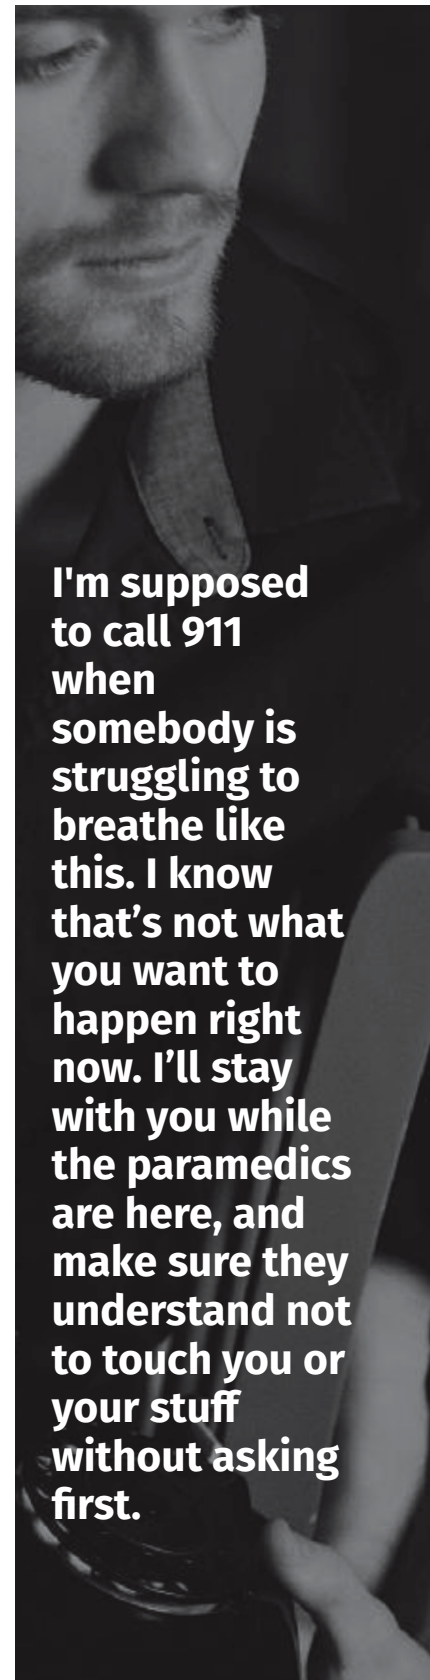 I'm supposed
to call 911
when
somebody is
struggling to
breathe like
this. I know
that’s not what
you want to
happen right
now. I’ll stay
with you while
the paramedics
are here, and
make sure they
understand not
to touch you or
your stuff
without asking
first.